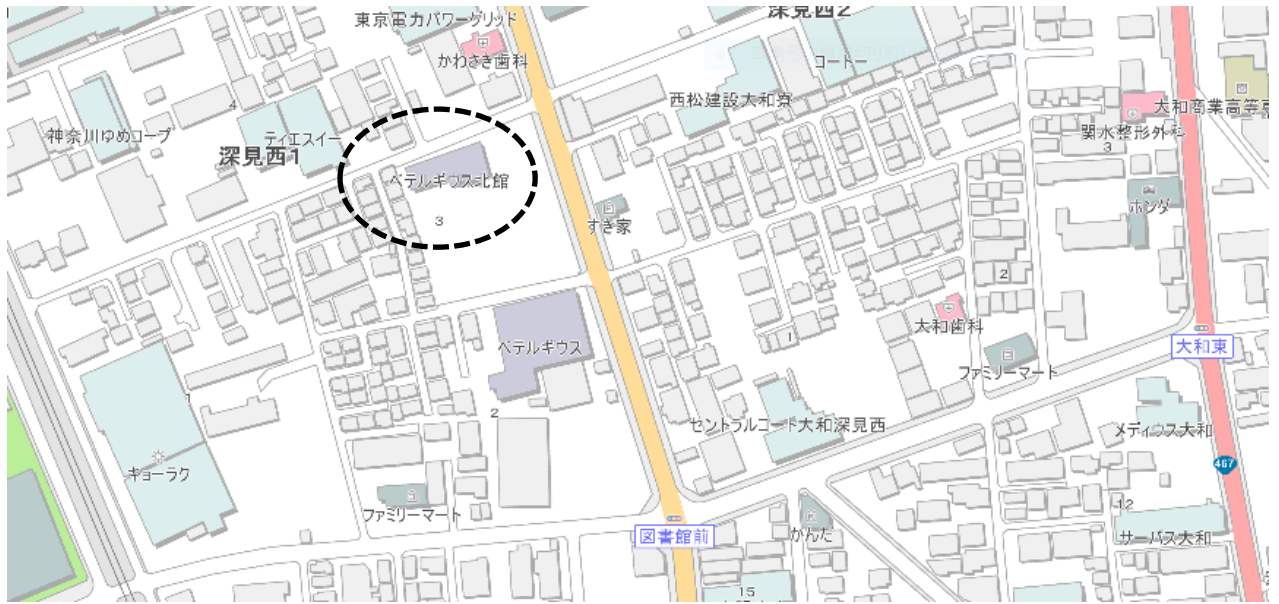 深見西2
東京電力パワーグリッド
かわさき歯科
コートー
西松建設大和寮
大和商業高等専
関水整形外科
3
4
神奈川ゆめコープ
ティエスイー
深見西1
ベテルギウス北館
ホンダ
3
すき家
2
大和歯科
1
大和東
ベテルギウス
ファミリーマート
1
2
セントラルコート大和深見西
メディウス大和
467
キョーラク
ファミリーマート
12
図書館前
かんだ
サーパス大和
15